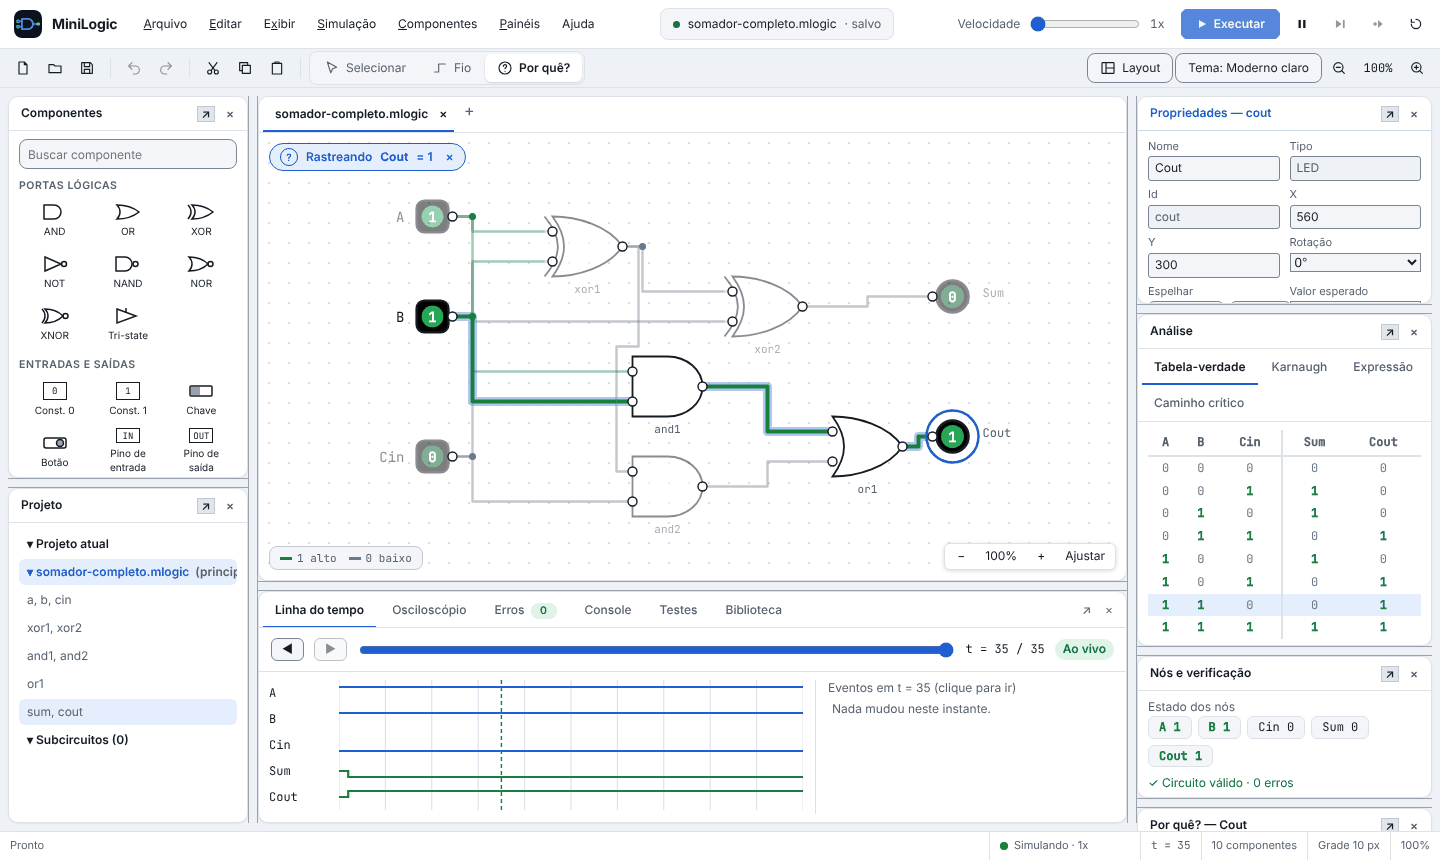 MiniLogic Arquivo Editar Exibir Simulação Componentes Painéis Ajuda somador-completo.mlogic · salvo Velocidade 1x Executar
Selecionar Fio ? Por quê? Layout Tema: Moderno claro 100%
Componentes ×
Buscar componente
PORTAS LÓGICAS
AND OR XOR
NOT NAND NOR
XNOR Tri-state
ENTRADAS E SAÍDAS
0 1
Const. 0 Const. 1 Chave
IN OUT
Botão Pino de entrada Pino de saída
Projeto ×
▾ Projeto atual
▾ somador-completo.mlogic (princip
a, b, cin
xor1, xor2
and1, and2
or1
sum, cout
▾ Subcircuitos (0)
somador-completo.mlogic × +
? Rastreando Cout = 1 ×
A 1
xor1
Sum 0
B 1
xor2
and1
Cout 1
Cin 0
or1
and2
1 alto 0 baixo
− 100% + Ajustar
Linha do tempo Osciloscópio Erros 0 Console Testes Biblioteca ×
t = 35 / 35 Ao vivo
A
B
Cin
Sum
Cout
Eventos em t = 35 (clique para ir)
Nada mudou neste instante.
Propriedades — cout ×
Nome Tipo
Cout LED
Id X
cout 560
Y Rotação
300 0°
Espelhar Valor esperado
Análise ×
Tabela-verdade Karnaugh Expressão
Caminho crítico
A B Cin Sum Cout
0 0 0 0 0
0 0 1 1 0
0 1 0 1 0
0 1 1 0 1
1 0 0 1 0
1 0 1 0 1
1 1 0 0 1
1 1 1 1 1
Nós e verificação ×
Estado dos nós
A 1 B 1 Cin 0 Sum 0
Cout 1
✓ Circuito válido · 0 erros
Por quê? — Cout ×
Pronto Simulando · 1x t = 35 10 componentes Grade 10 px 100%